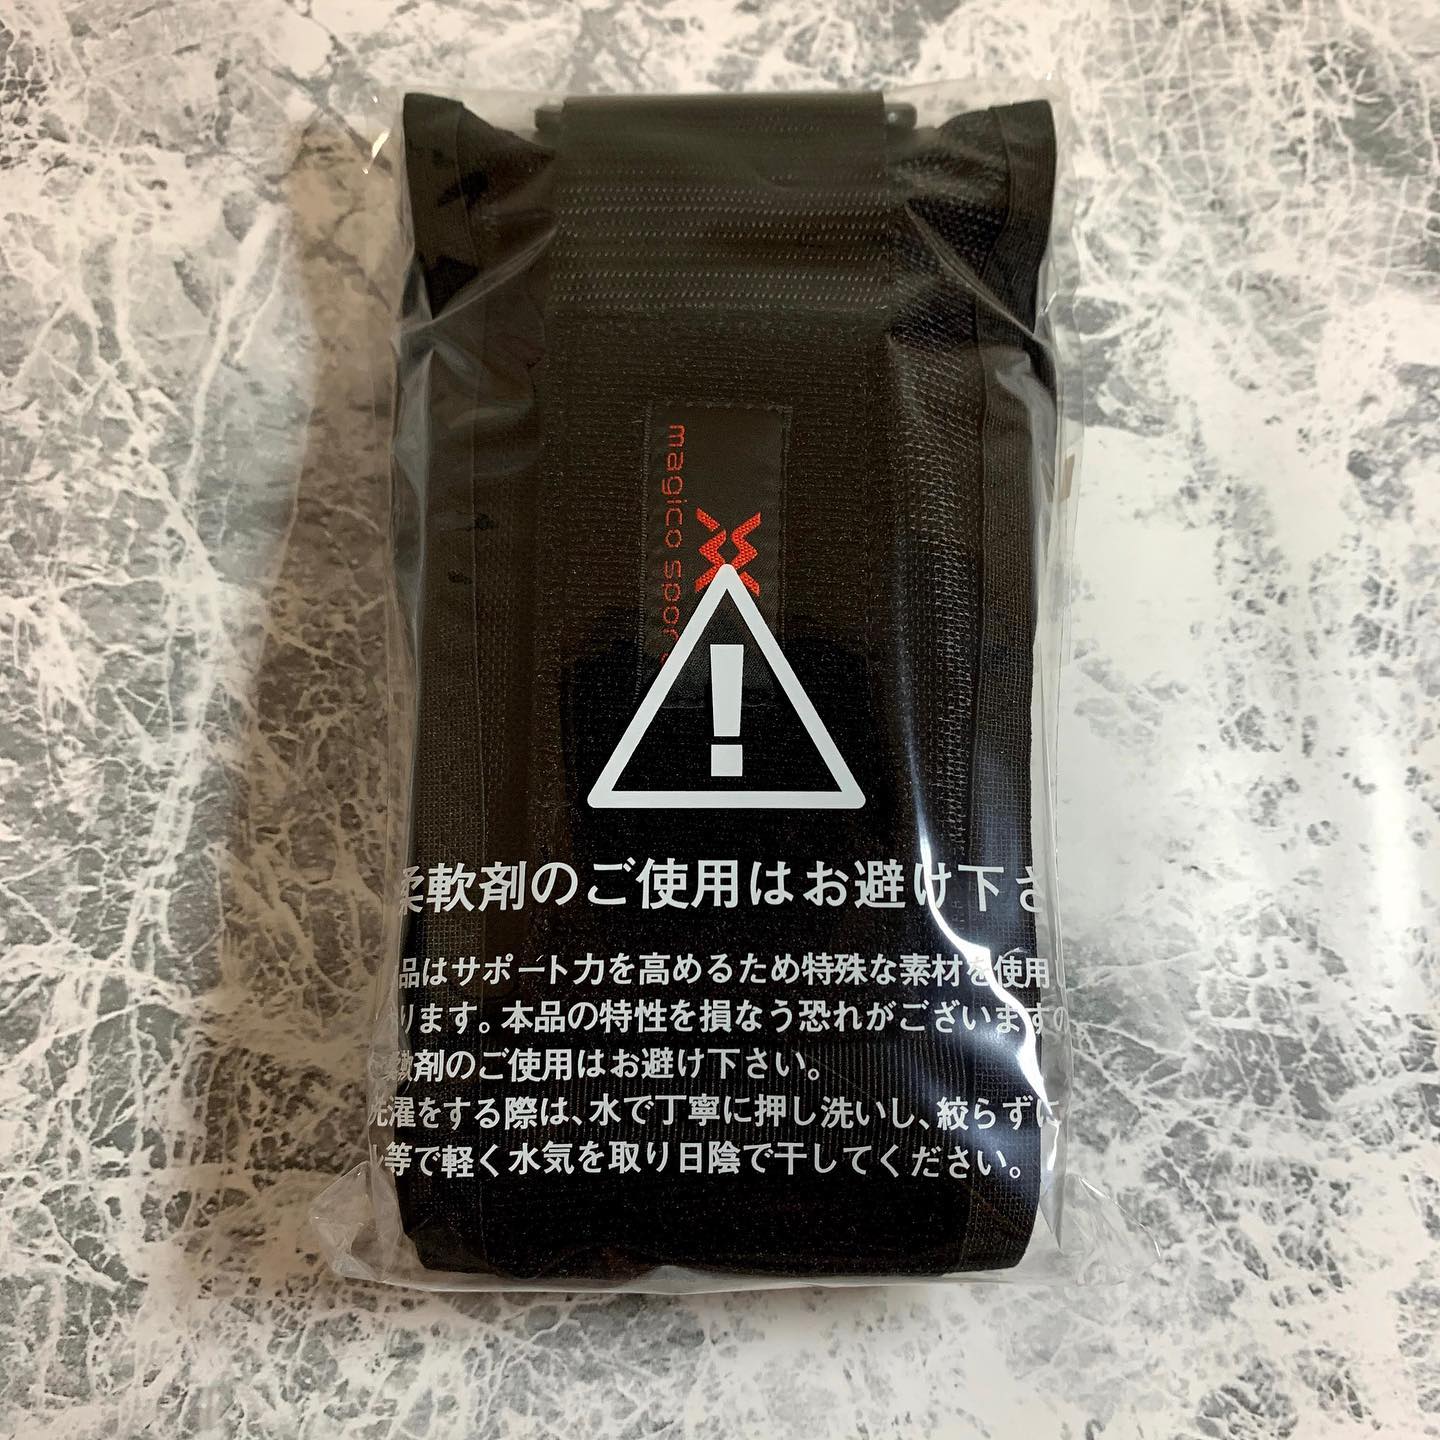 magico Spor
!
柔軟剤のご使用はお避け下さ
品はサポート力を高めるため特殊な素材を使用し
ります。本品の特性を損なう恐れがございますの
柔軟剤のご使用はお避け下さい。
洗濯をする際は、水で丁寧に押し洗いし、絞らずに
等で軽く水気を取り日陰で干してください。